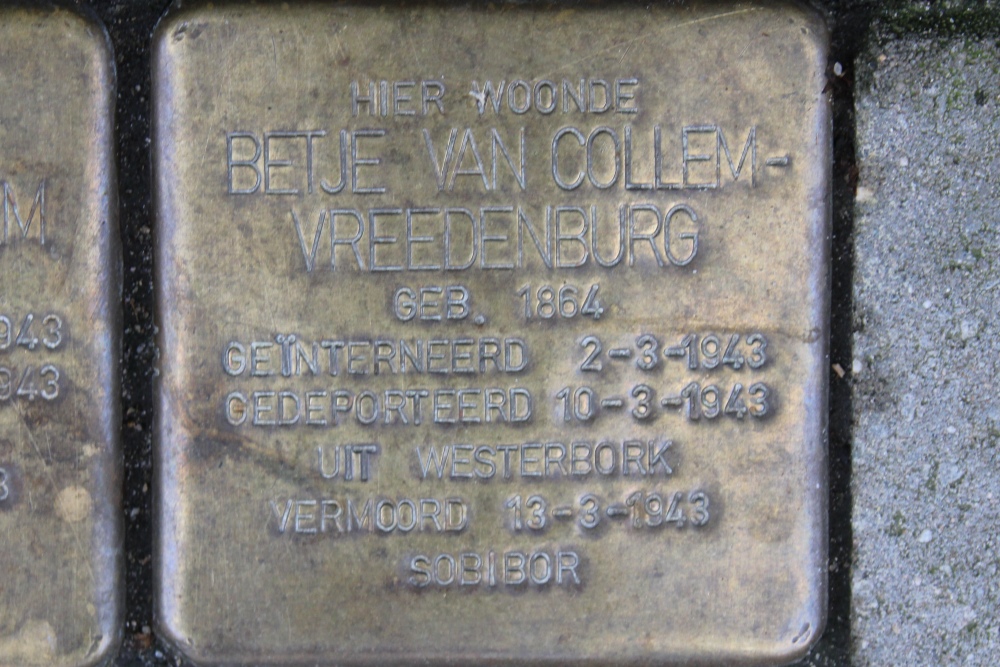 HIER WOONDE
BETJE VAN COLLEM-
VREEDENBURG
GEB. 1864
GEÏNTERNEERD 2-3-1943
GEDEPORTEERD 10-3-1943
UIT WESTERBORK
VERMOORD 13-3-1943
SOBIBOR